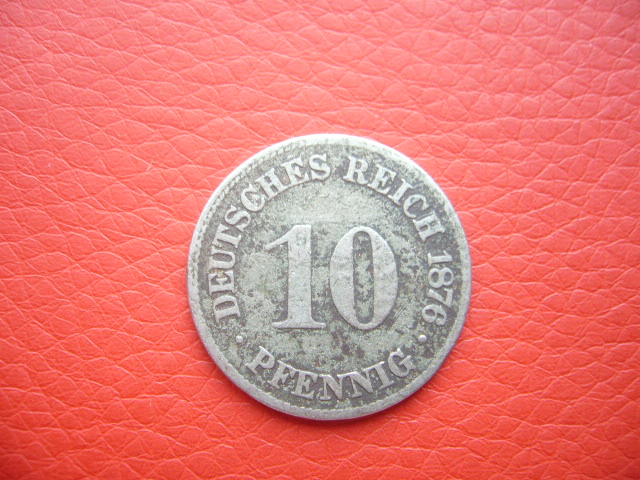 DEUTSCHES REICH 1876
10
· PFENNIG ·